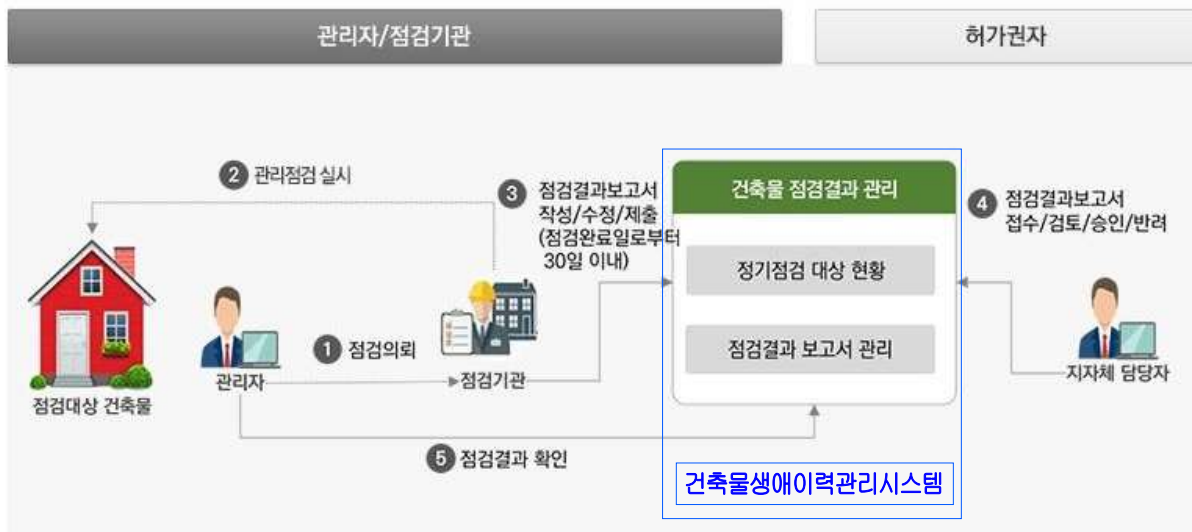 관리자/점검기관
허가권자
2 관리점검 실시
3 점검결과보고서
작성/수정/제출
(점검완료일로부터
30일 이내)
건축물 점검결과 관리
정기점검 대상 현황
점검결과 보고서 관리
4 점검결과보고서
접수/검토/승인/반려
1 점검의뢰
관리자
점검기관
점검대상 건축물
지자체 담당자
5 점검결과 확인
건축물생애이력관리시스템